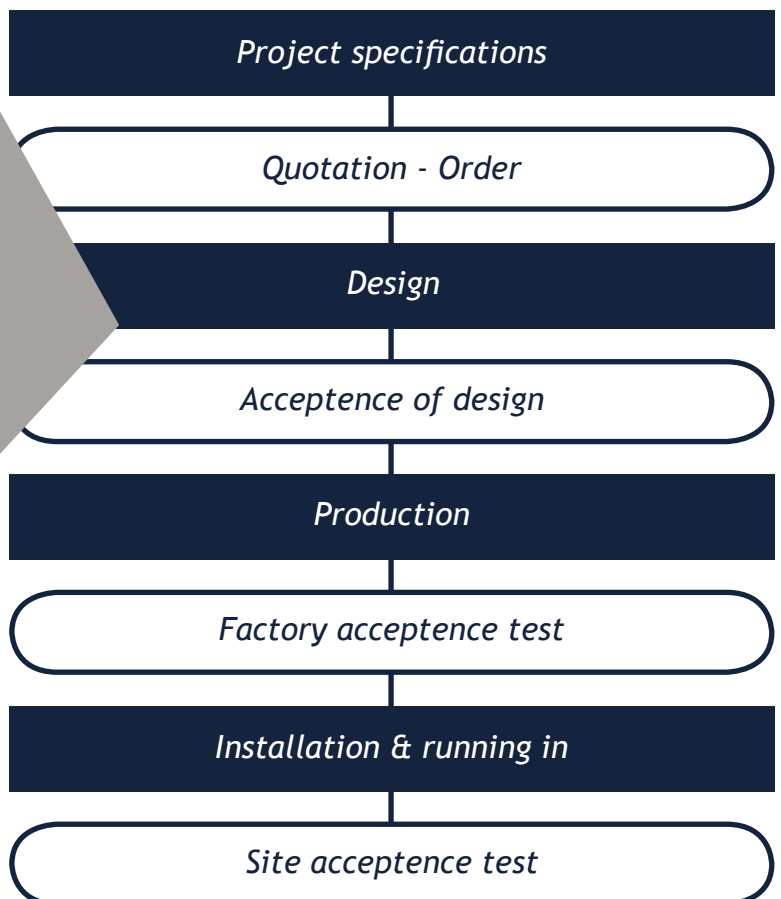 Project specifications
Quotation - Order
Design
Acceptence of design
Production
Factory acceptence test
Installation & running in
Site acceptence test